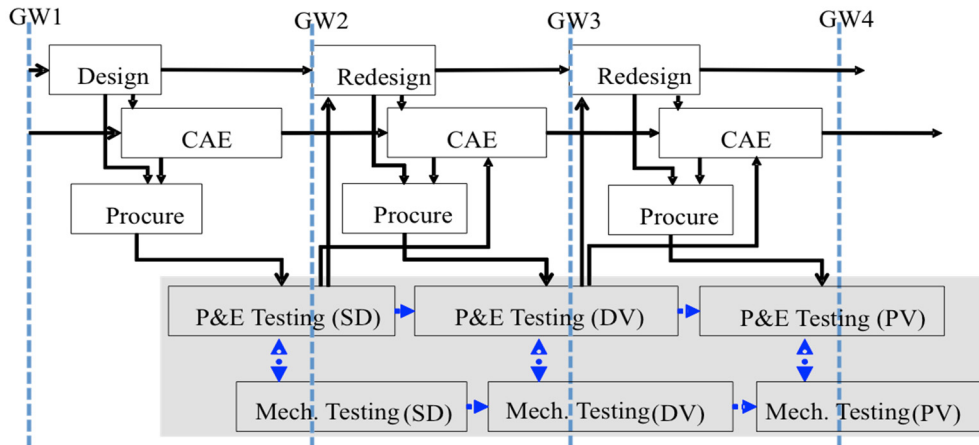 GW1 GW2 GW3 GW4
Design Redesign Redesign
CAE CAE CAE
Procure Procure Procure
P&E Testing (SD) P&E Testing (DV) P&E Testing (PV)
Mech. Testing (SD) Mech. Testing(DV) Mech. Testing(PV)